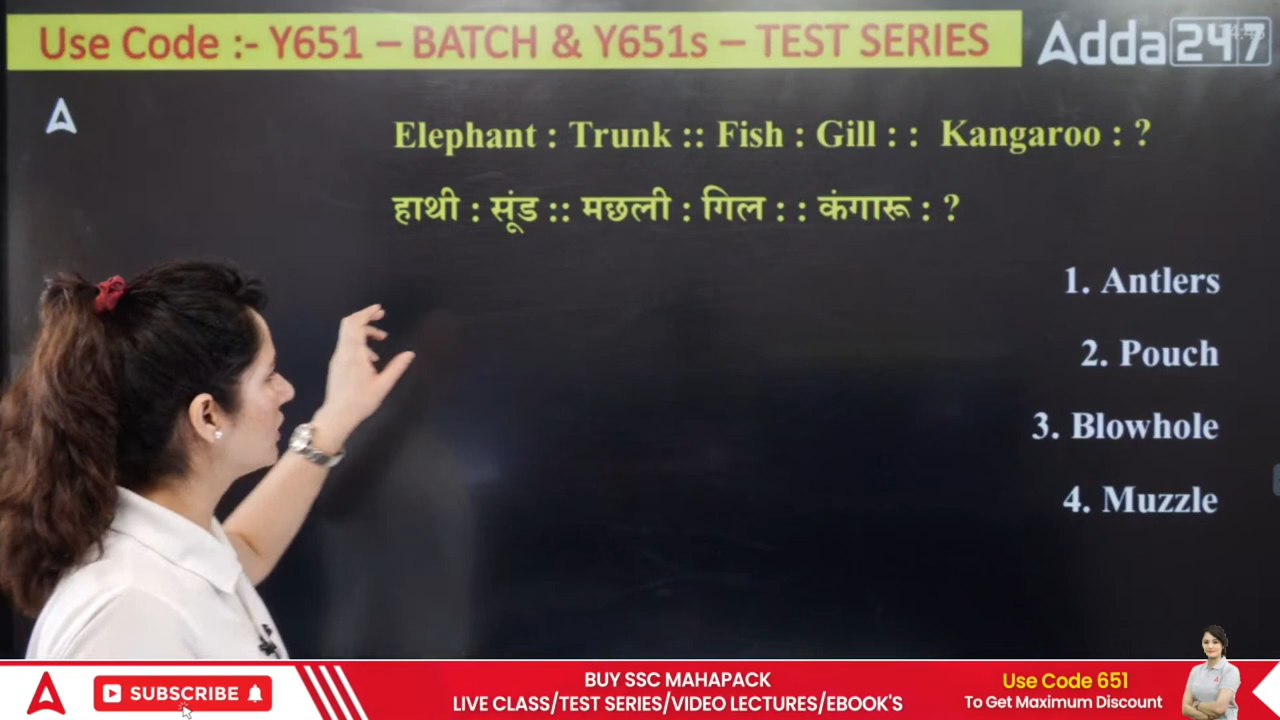 Use Code :- Y651 – BATCH & Y651s – TEST SERIES
Adda247
Elephant : Trunk :: Fish : Gill : : Kangaroo : ?
हाथी : सूंड :: मछली : गिल : : कंगारू : ?
1. Antlers
2. Pouch
3. Blowhole
4. Muzzle
SUBSCRIBE
BUY SSC MAHAPACK
LIVE CLASS/TEST SERIES/VIDEO LECTURES/EBOOK'S
Use Code 651
To Get Maximum Discount